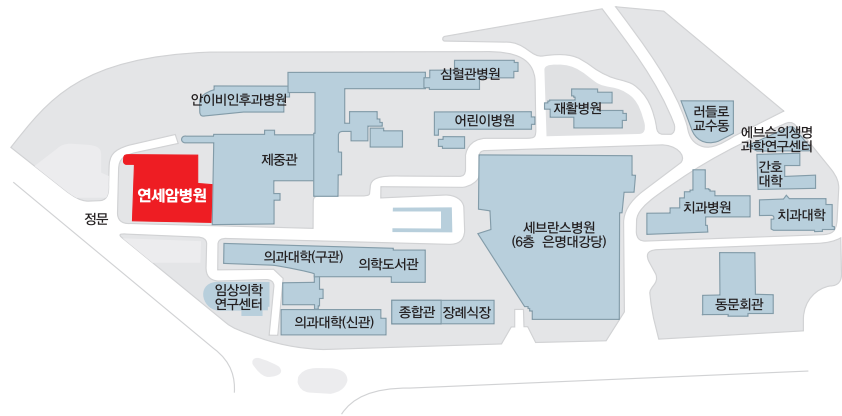 심혈관병원
안이비인후과병원
어린이병원
재활병원
러들로
교수동
에브슨의생명
과학연구센터
제중관
간호
대학
연세암병원
치과병원
치과대학
정문
세브란스병원
(6층 은명대강당)
의과대학(구관)
의학도서관
임상의학
연구센터
동문회관
종합관
장례식장
의과대학(신관)